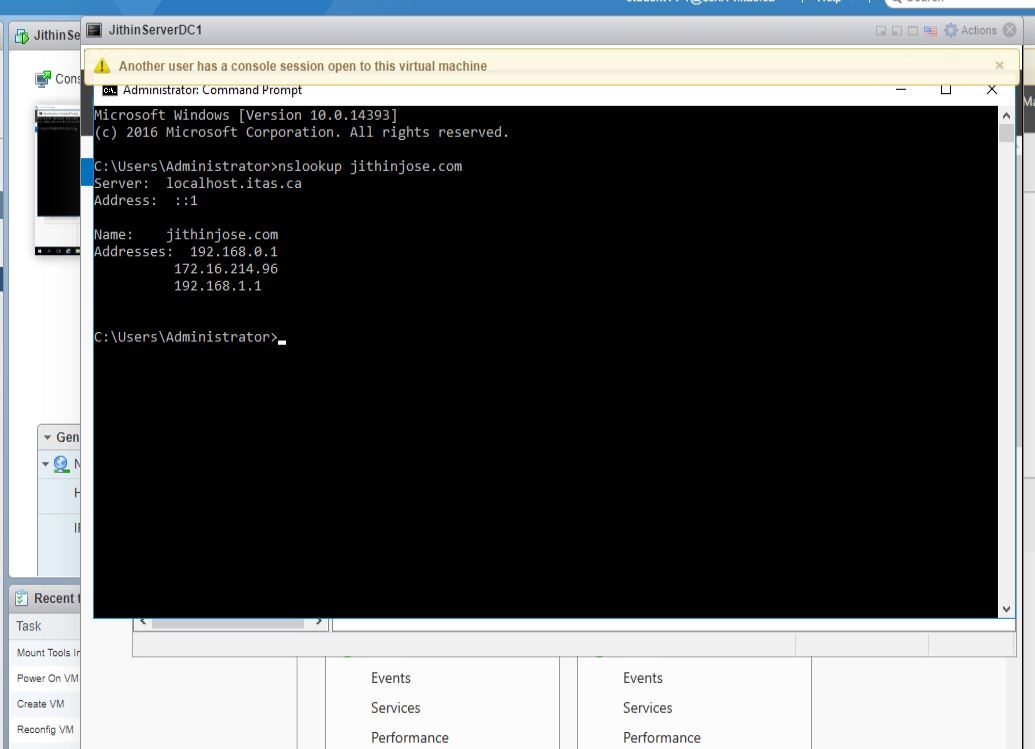 JithinServerDC1
Actions
Another user has a console session open to this virtual machine
Administrator: Command Prompt
Microsoft Windows [Version 10.0.14393]
(c) 2016 Microsoft Corporation. All rights reserved.
C:\Users\Administrator>nslookup jithinjose.com
Server:  localhost.itas.ca
Address:  ::1
Name:    jithinjose.com
Addresses:  192.168.0.1
172.16.214.96
192.168.1.1
C:\Users\Administrator>
JithinSe
Cons
Gen
Recent t
Task
Mount Tools In
Power On VM
Create VM
Reconfig VM
Events
Services
Performance
Events
Services
Performance